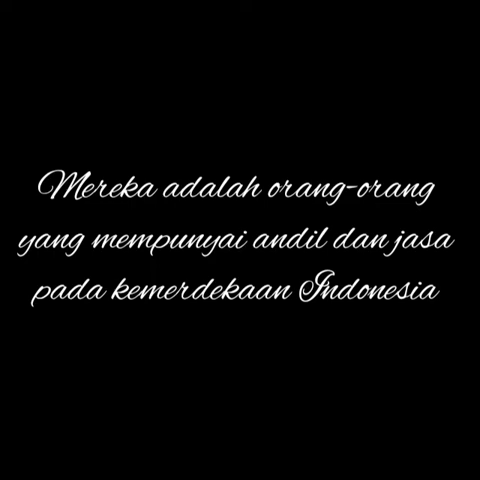 Mereka adalah orang-orang
yang mempunyai andil dan jasa
pada kemerdekaan Indonesia